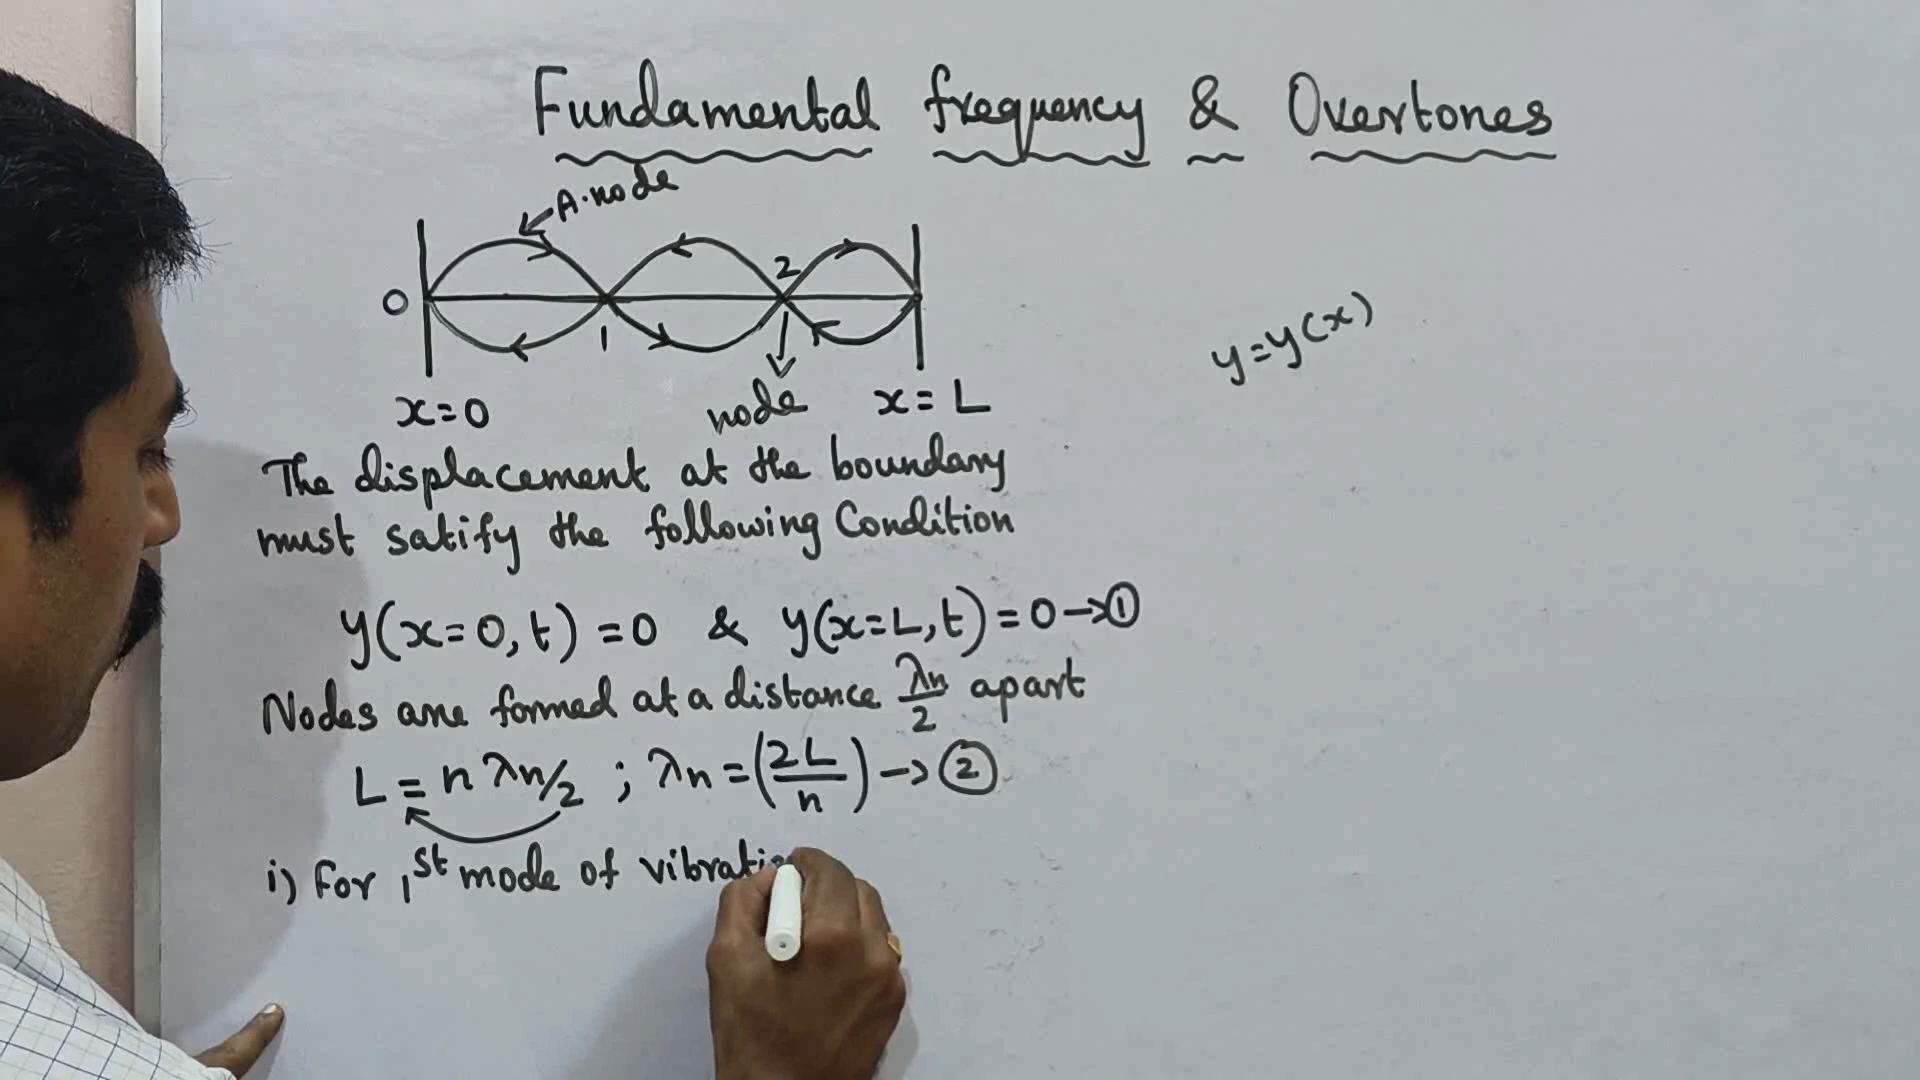 Fundamental frequency & Overtones
A.node
2
0
1
x=0 node x=L
y=y(x)
The displacement at the boundary
must satify the following Condition
y(x=0,t)=0 & y(x=L,t)=0→①
Nodes are formed at a distance λn/2 apart
L=n λn/2 ; λn=(2L/n)→②
i) For 1st mode of